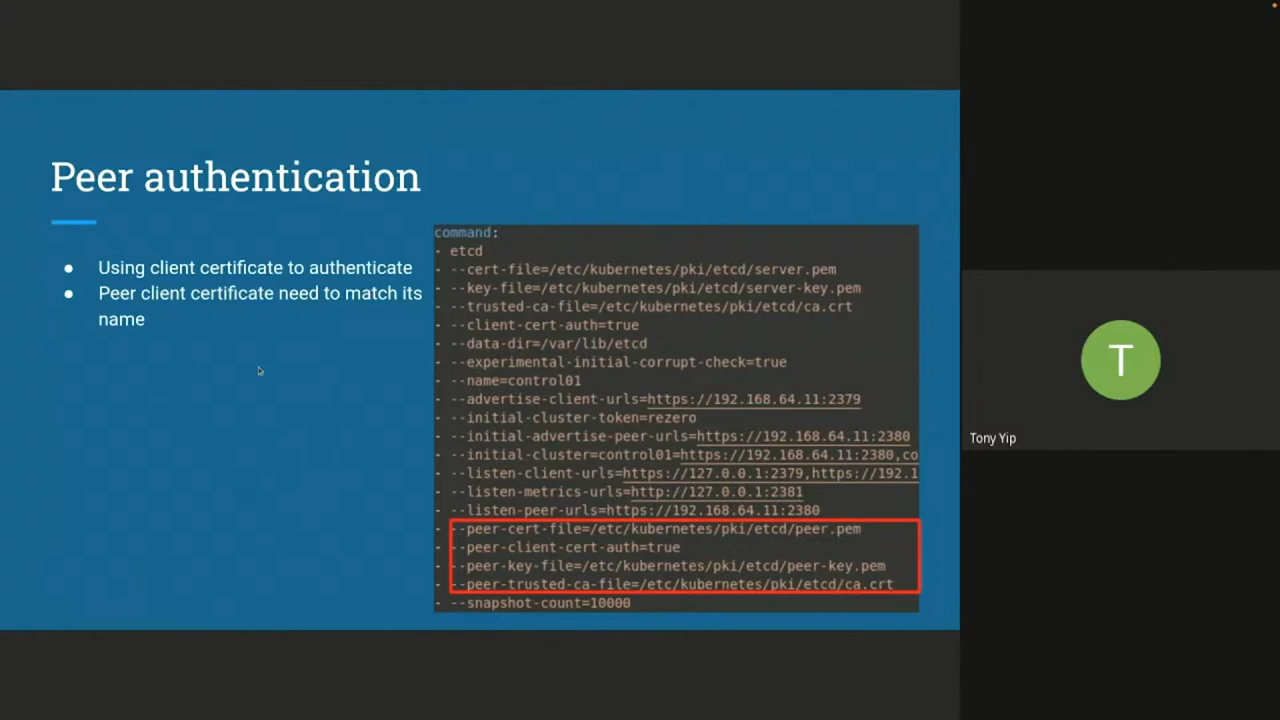 Peer authentication
● Using client certificate to authenticate
● Peer client certificate need to match its
name
command:
- etcd
- --cert-file=/etc/kubernetes/pki/etcd/server.pem
- --key-file=/etc/kubernetes/pki/etcd/server-key.pem
- --trusted-ca-file=/etc/kubernetes/pki/etcd/ca.crt
- --client-cert-auth=true
- --data-dir=/var/lib/etcd
- --experimental-initial-corrupt-check=true
- --name=control01
- --advertise-client-urls=https://192.168.64.11:2379
- --initial-cluster-token=rezero
- --initial-advertise-peer-urls=https://192.168.64.11:2380
- --initial-cluster=control01=https://192.168.64.11:2380,co
- --listen-client-urls=https://127.0.0.1:2379,https://192.1
- --listen-metrics-urls=http://127.0.0.1:2381
- --listen-peer-urls=https://192.168.64.11:2380
- --peer-cert-file=/etc/kubernetes/pki/etcd/peer.pem
- --peer-client-cert-auth=true
- --peer-key-file=/etc/kubernetes/pki/etcd/peer-key.pem
- --peer-trusted-ca-file=/etc/kubernetes/pki/etcd/ca.crt
- --snapshot-count=10000
T
Tony Yip